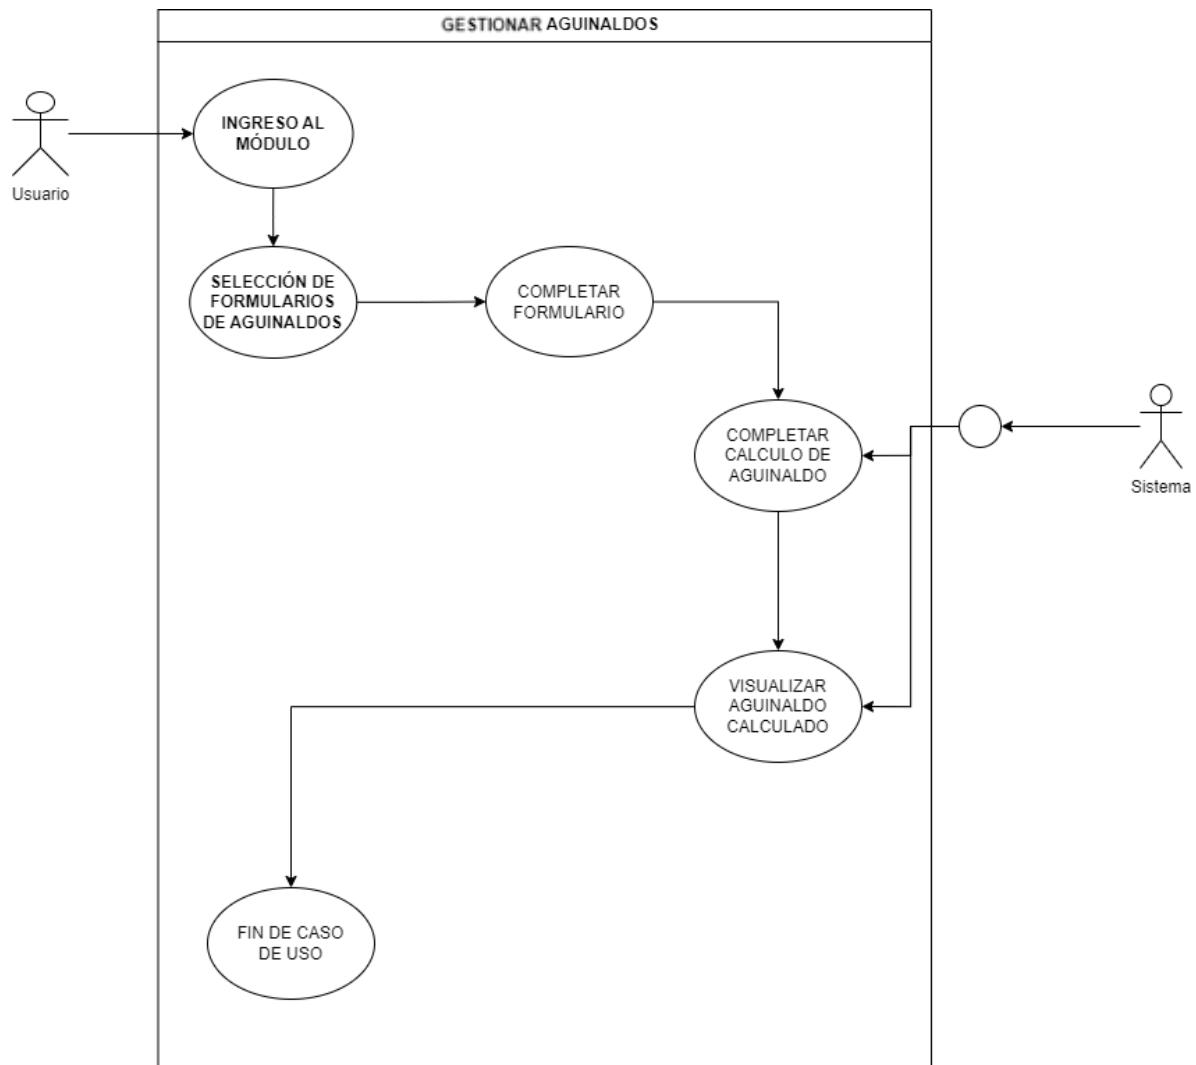 GESTIONAR AGUINALDOS
INGRESO AL
MÓDULO
Usuario
SELECCIÓN DE
FORMULARIOS
DE AGUINALDOS
COMPLETAR
FORMULARIO
COMPLETAR
CALCULO DE
AGUINALDO
Sistema
VISUALIZAR
AGUINALDO
CALCULADO
FIN DE CASO
DE USO